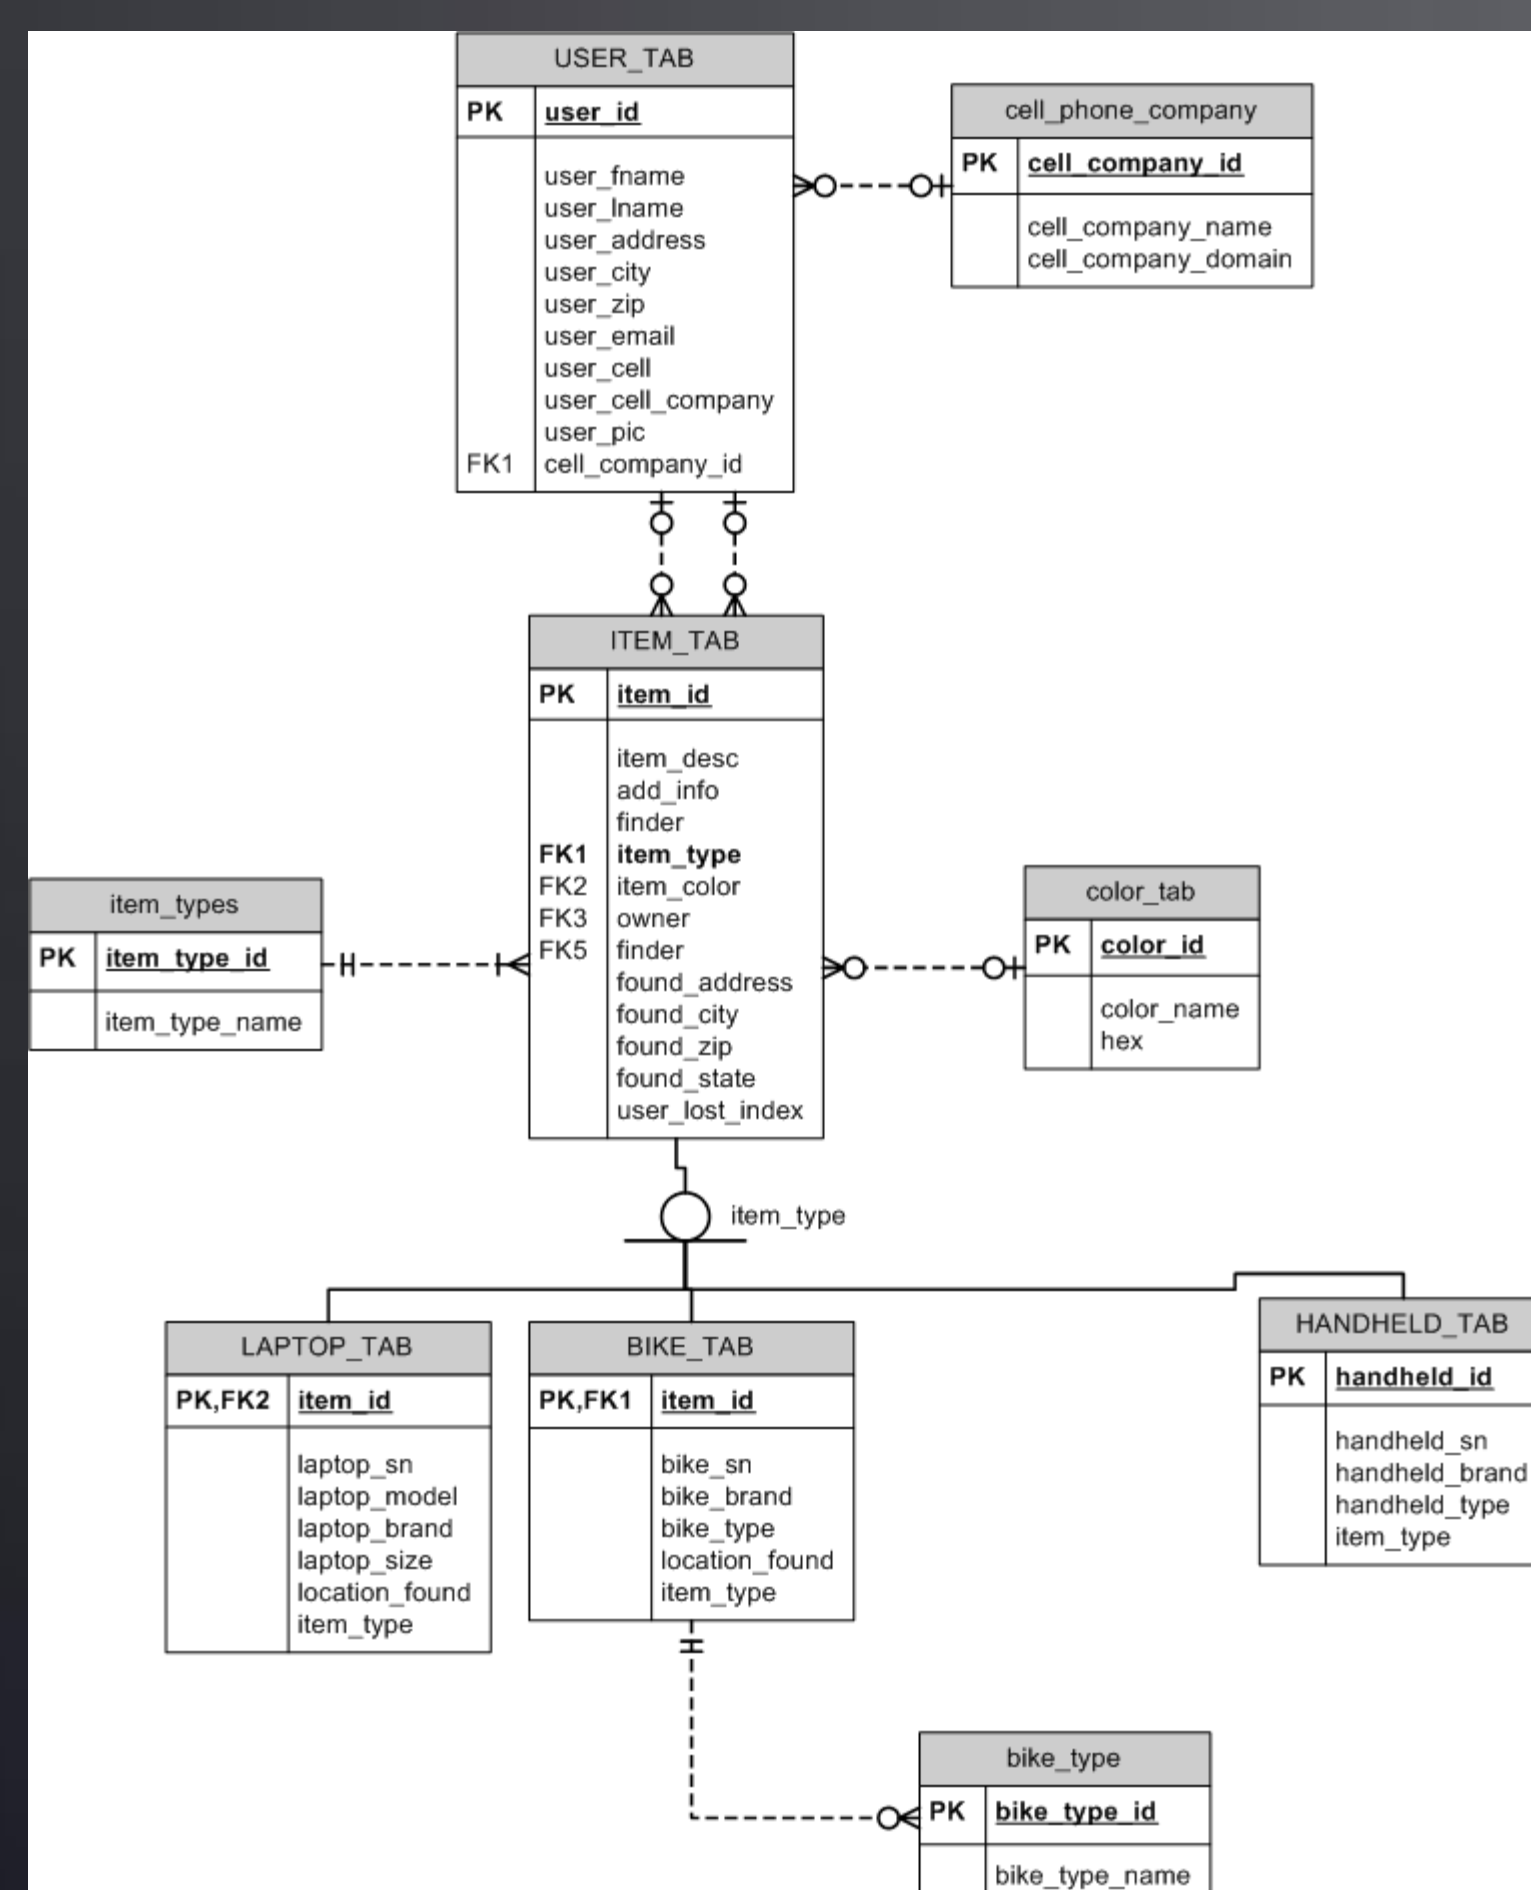 USER_TAB
PK user_id
user_fname
user_lname
user_address
user_city
user_zip
user_email
user_cell
user_cell_company
user_pic
FK1 cell_company_id
cell_phone_company
PK cell_company_id
cell_company_name
cell_company_domain
ITEM_TAB
PK item_id
item_desc
add_info
finder
FK1 item_type
FK2 item_color
FK3 owner
FK5 finder
found_address
found_city
found_zip
found_state
user_lost_index
item_types
PK item_type_id
item_type_name
color_tab
PK color_id
color_name
hex
item_type
LAPTOP_TAB
PK,FK2 item_id
laptop_sn
laptop_model
laptop_brand
laptop_size
location_found
item_type
BIKE_TAB
PK,FK1 item_id
bike_sn
bike_brand
bike_type
location_found
item_type
HANDHELD_TAB
PK handheld_id
handheld_sn
handheld_brand
handheld_type
item_type
bike_type
PK bike_type_id
bike_type_name